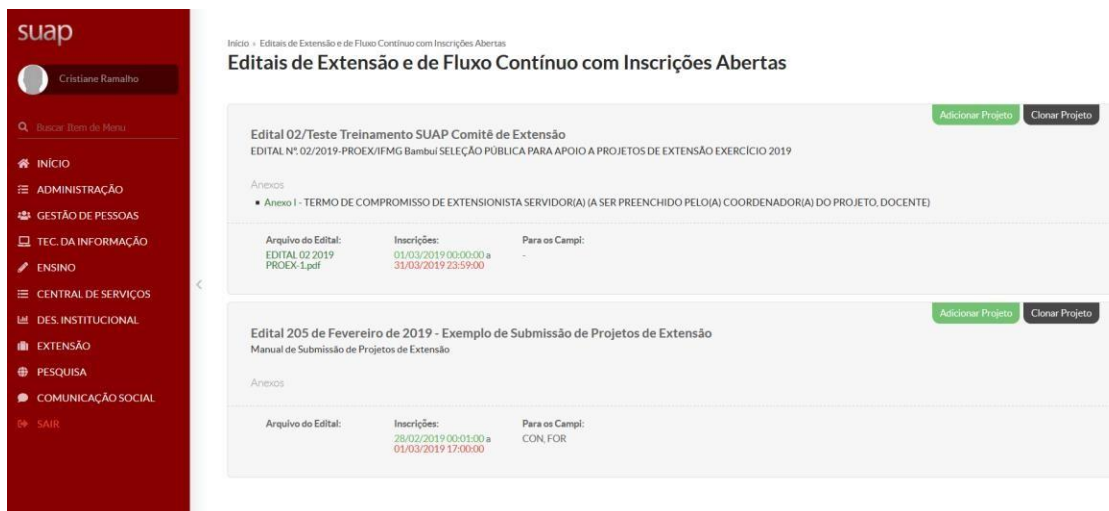 suap
Cristiane Ramalho
Buscar Item de Menu
INÍCIO
ADMINISTRAÇÃO
GESTÃO DE PESSOAS
TEC. DA INFORMAÇÃO
ENSINO
CENTRAL DE SERVIÇOS
DES. INSTITUCIONAL
EXTENSÃO
PESQUISA
COMUNICAÇÃO SOCIAL
SAIR
Início › Editais de Extensão e de Fluxo Contínuo com Inscrições Abertas
Editais de Extensão e de Fluxo Contínuo com Inscrições Abertas
Adicionar Projeto Clonar Projeto
Edital 02/Teste Treinamento SUAP Comitê de Extensão
EDITAL Nº. 02/2019-PROEX/IFMG Bambuí SELEÇÃO PÚBLICA PARA APOIO A PROJETOS DE EXTENSÃO EXERCÍCIO 2019
Anexos
▪ Anexo I - TERMO DE COMPROMISSO DE EXTENSIONISTA SERVIDOR(A) (A SER PREENCHIDO PELO(A) COORDENADOR(A) DO PROJETO, DOCENTE)
Arquivo do Edital: Inscrições: Para os Campi:
EDITAL 02 2019 01/03/2019 00:00:00 a -
PROEX-1.pdf 31/03/2019 23:59:00
Adicionar Projeto Clonar Projeto
Edital 205 de Fevereiro de 2019 - Exemplo de Submissão de Projetos de Extensão
Manual de Submissão de Projetos de Extensão
Anexos
Arquivo do Edital: Inscrições: Para os Campi:
28/02/2019 00:01:00 a CON, FOR
01/03/2019 17:00:00